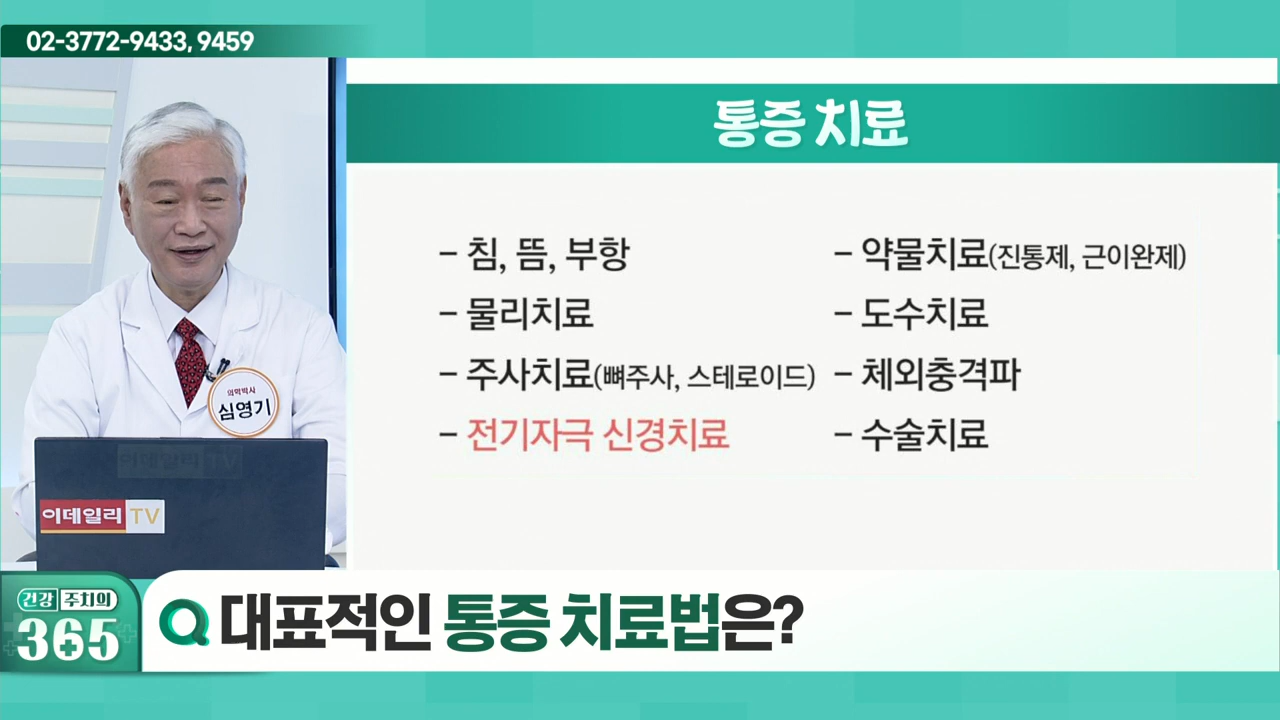 02-3772-9433, 9459
통증 치료
- 침, 뜸, 부항
- 물리치료
- 주사치료(뼈주사, 스테로이드)
- 전기자극 신경치료
- 약물치료(진통제, 근이완제)
- 도수치료
- 체외충격파
- 수술치료
의학박사
심영기
이데일리 TV
이데일리 TV
건강 주치의
365
Q 대표적인 통증 치료법은?